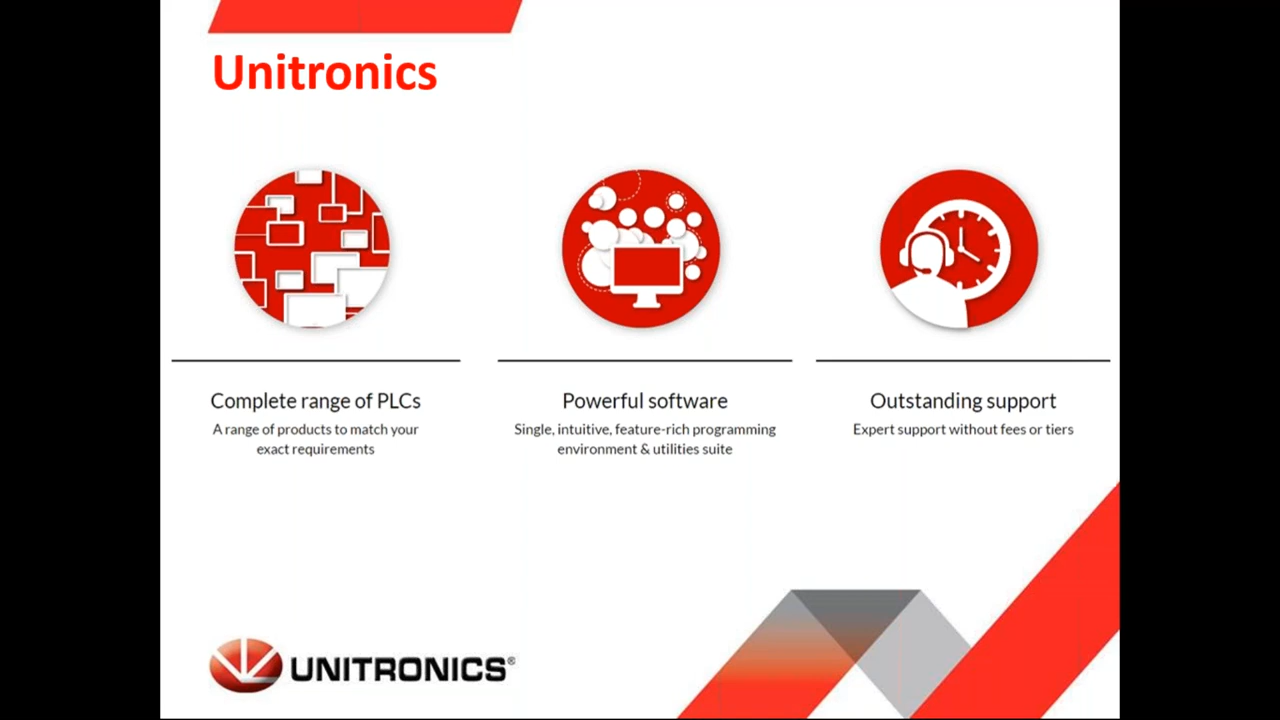 Unitronics
Complete range of PLCs
A range of products to match your
exact requirements
Powerful software
Single, intuitive, feature-rich programming
environment & utilities suite
Outstanding support
Expert support without fees or tiers
UNITRONICS®